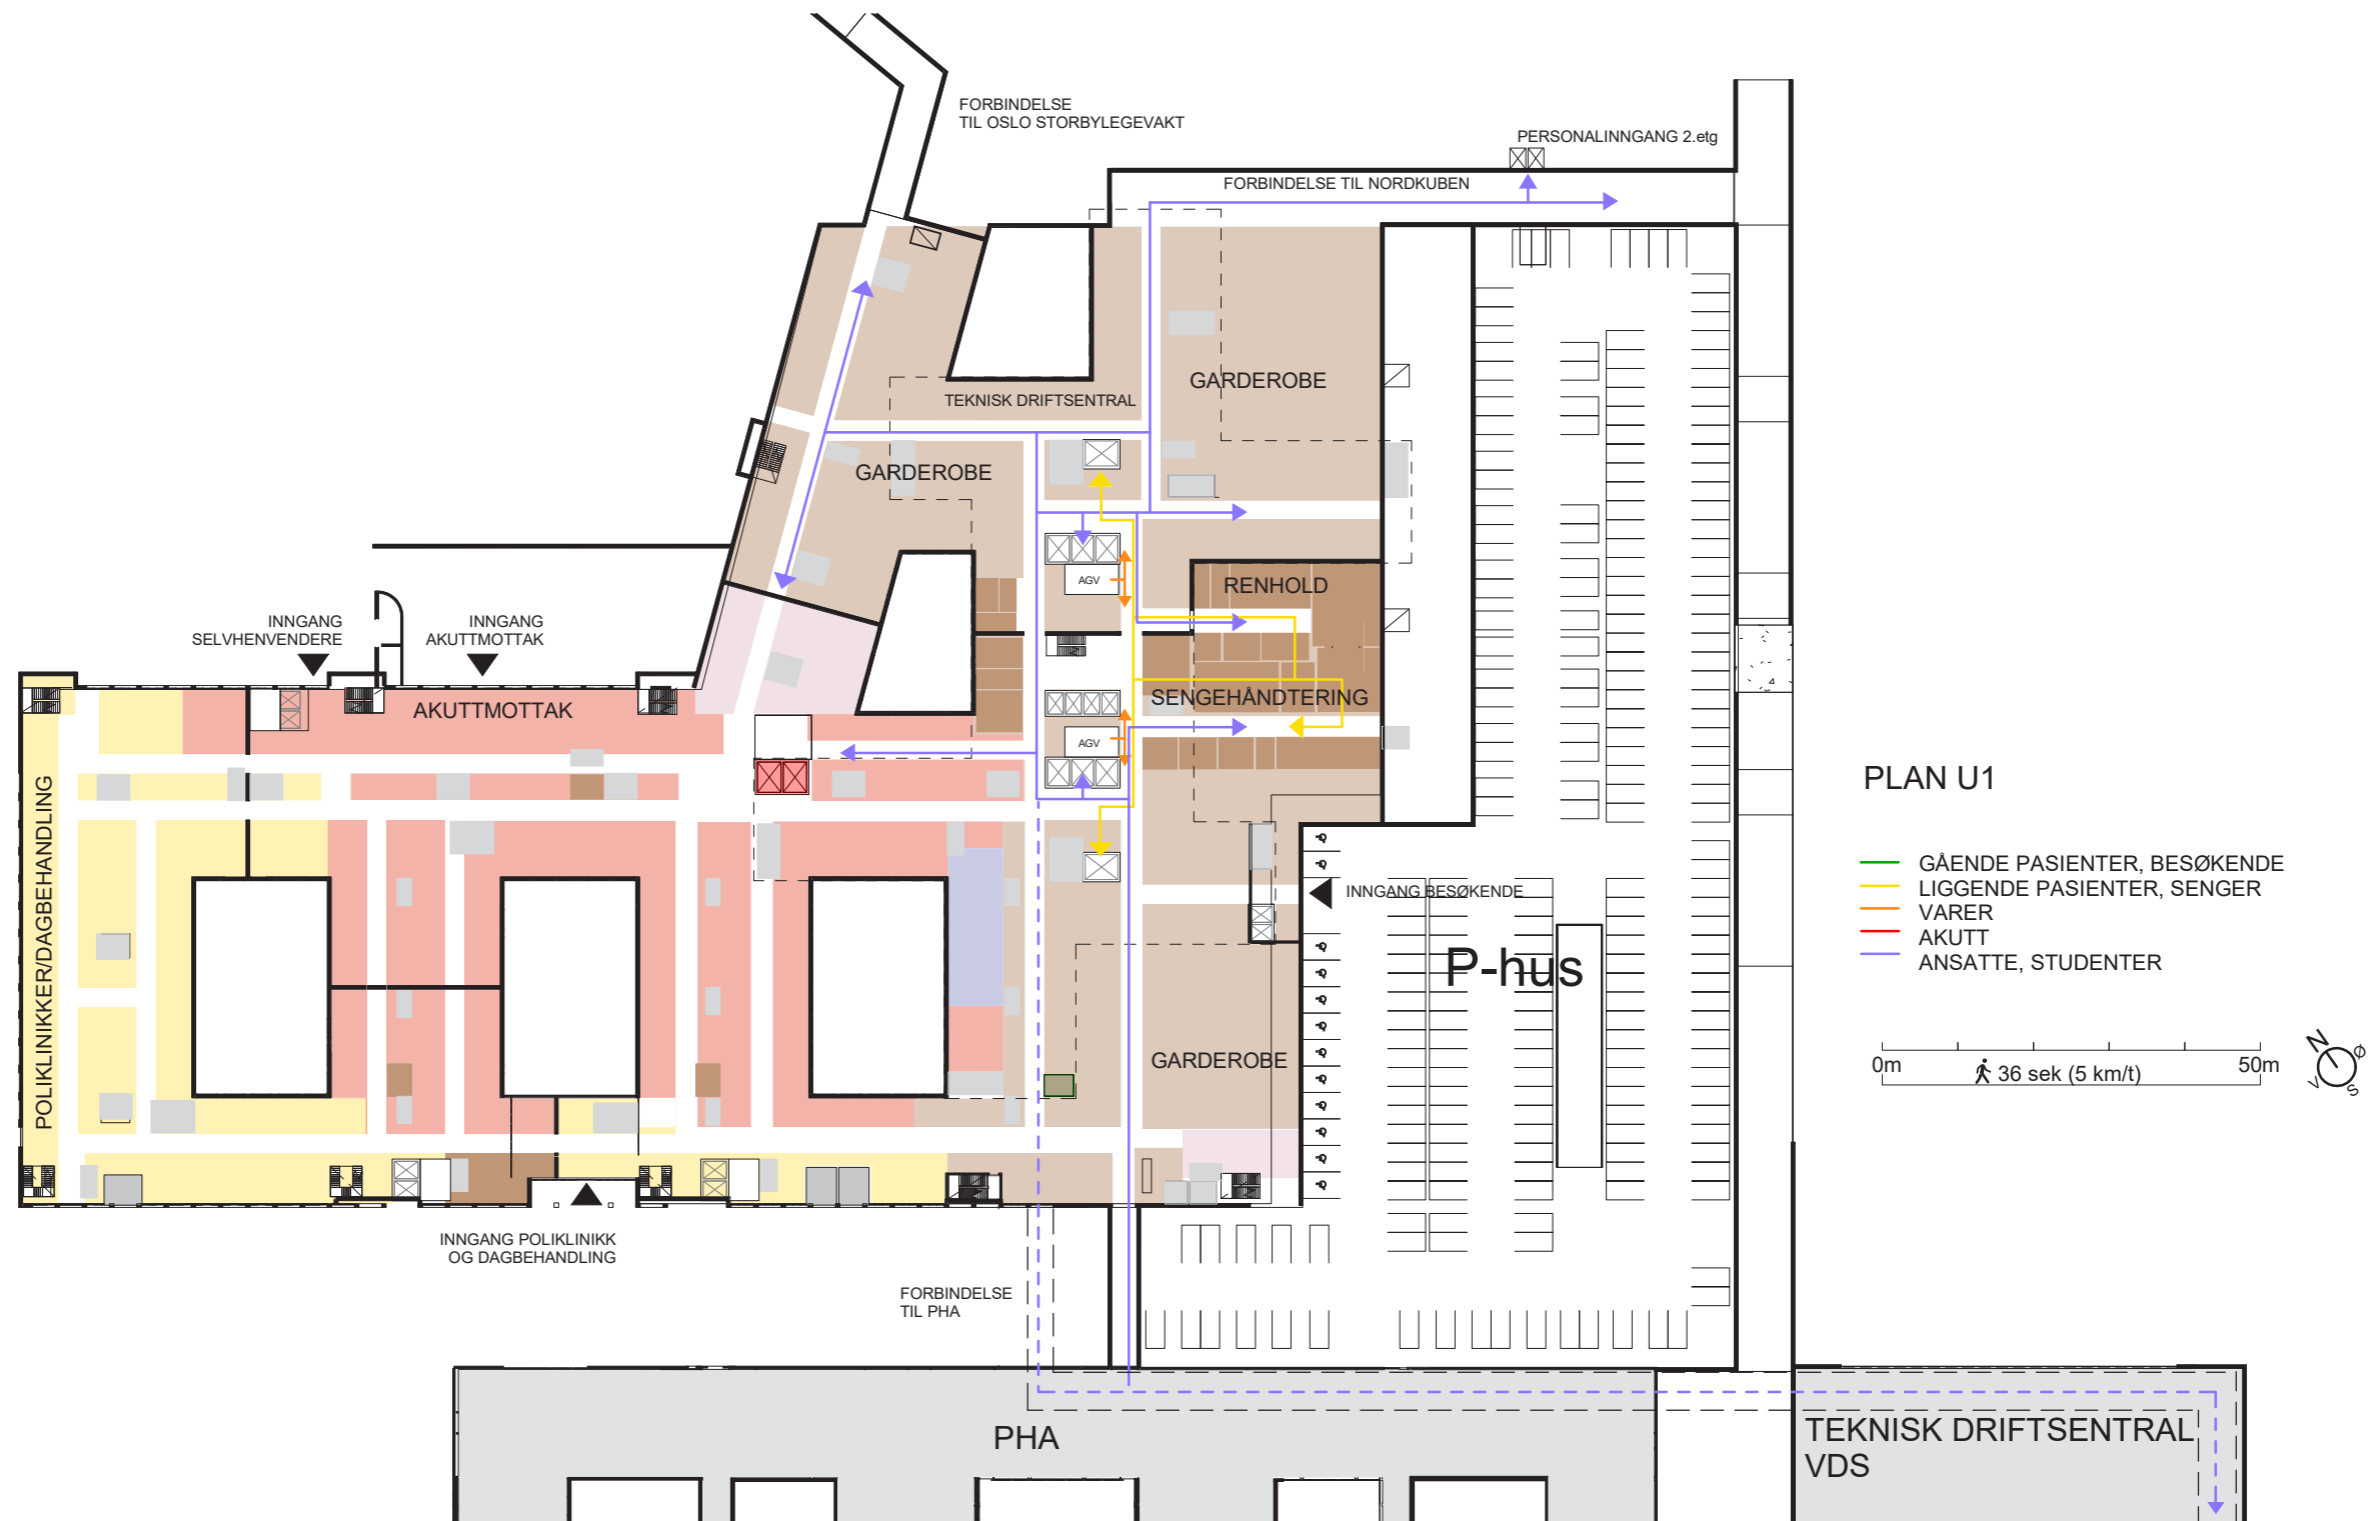 FORBINDELSE
TIL OSLO STORBYLEGEVAKT
PERSONALINNGANG 2.etg
FORBINDELSE TIL NORDKUBEN
GARDEROBE
TEKNISK DRIFTSENTRAL
GARDEROBE
AGV
RENHOLD
INNGANG
SELVHENVENDERE
INNGANG
AKUTTMOTTAK
AKUTTMOTTAK
SENGEHÅNDTERING
AGV
POLIKLINIKKER/DAGBEHANDLING
INNGANG BESØKENDE
P-hus
GARDEROBE
INNGANG POLIKLINIKK
OG DAGBEHANDLING
FORBINDELSE
TIL PHA
PHA
TEKNISK DRIFTSENTRAL
VDS
PLAN U1
GÅENDE PASIENTER, BESØKENDE
LIGGENDE PASIENTER, SENGER
VARER
AKUTT
ANSATTE, STUDENTER
0m
36 sek (5 km/t)
50m
N
Ø
V
S